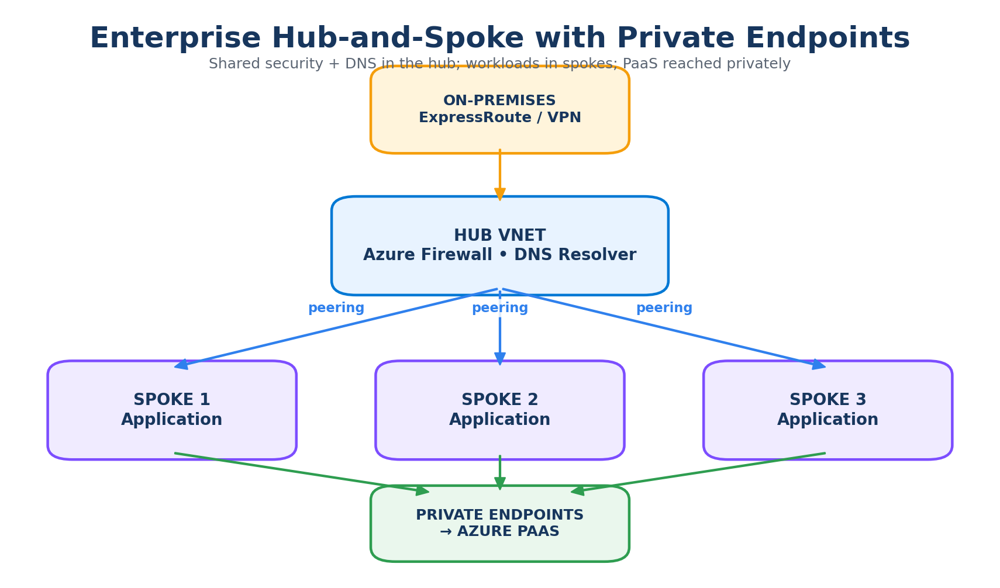 Enterprise Hub-and-Spoke with Private Endpoints
Shared security + DNS in the hub; workloads in spokes; PaaS reached privately
ON-PREMISES
ExpressRoute / VPN
HUB VNET
Azure Firewall • DNS Resolver
peering
peering
peering
SPOKE 1
Application
SPOKE 2
Application
SPOKE 3
Application
PRIVATE ENDPOINTS
→ AZURE PAAS